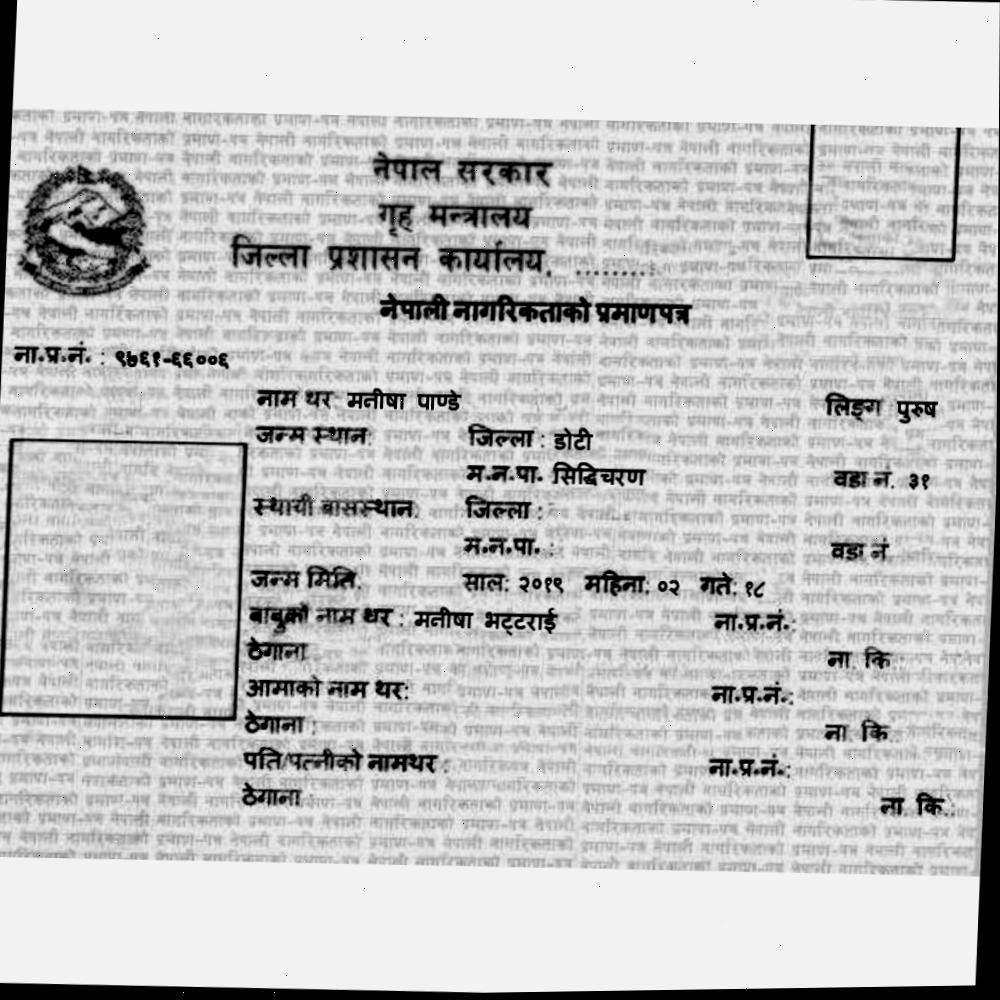 नेपाल सरकार
गृह मन्त्रालय
जिल्ला प्रशासन कार्यालय, .........
नेपाली नागरिकताको प्रमाणपत्र
ना.प्र.नं. : ९७६१-६६००६
नाम थर: मनीषा पाण्डे लिङ्ग पुरुष
जन्म स्थान: जिल्ला : डोटी
म.न.पा. सिद्धिचरण वडा नं. ३१
स्थायी बासस्थान: जिल्ला :
म.न.पा. : वडा नं
जन्म मिति: साल: २०१९ महिना: ०२ गते: १८
बाबुको नाम थर : मनीषा भट्टराई ना.प्र.नं.:
ठेगाना ना. कि.:
आमाको नाम थर: ना.प्र.नं.:
ठेगाना : ना. कि.:
पति/पत्नीको नामथर : ना.प्र.नं.:
ठेगाना ना. कि.: